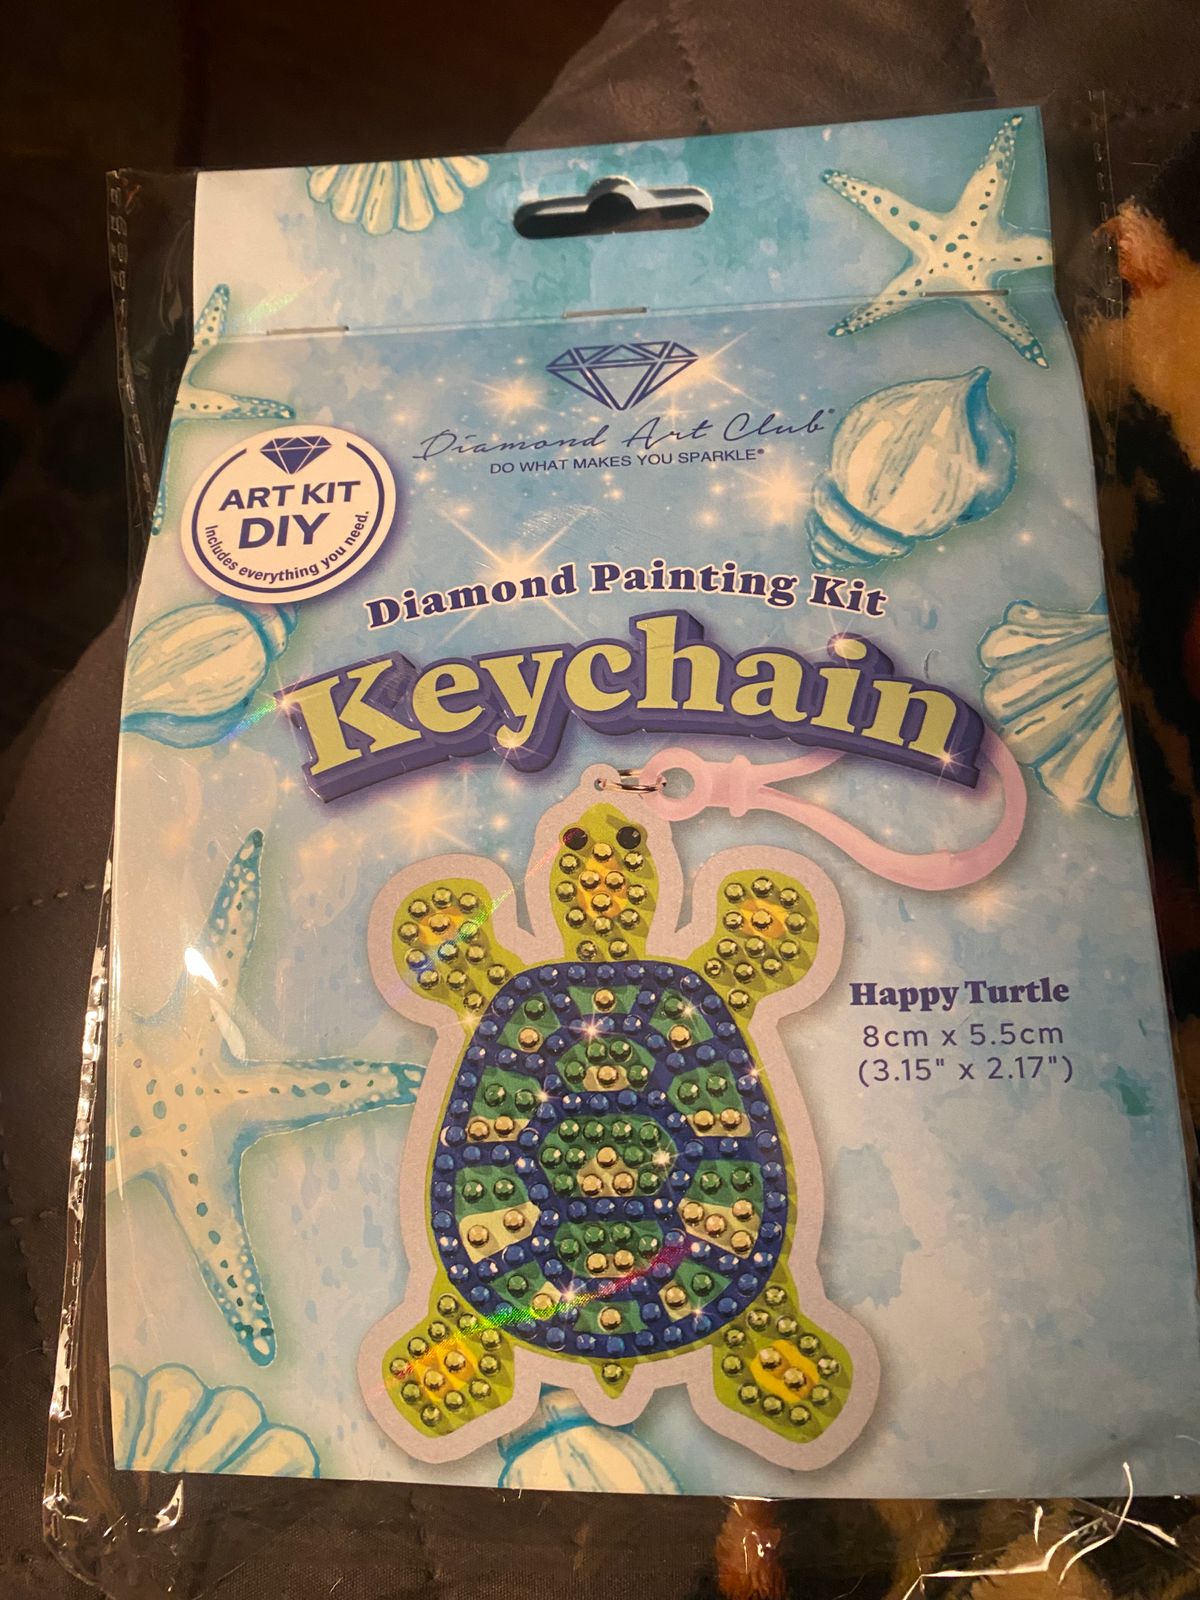 Diamond Art Club®
DO WHAT MAKES YOU SPARKLE®
ART KIT
DIY
Includes everything you need.
Diamond Painting Kit
Keychain
Happy Turtle
8cm x 5.5cm
(3.15" x 2.17")